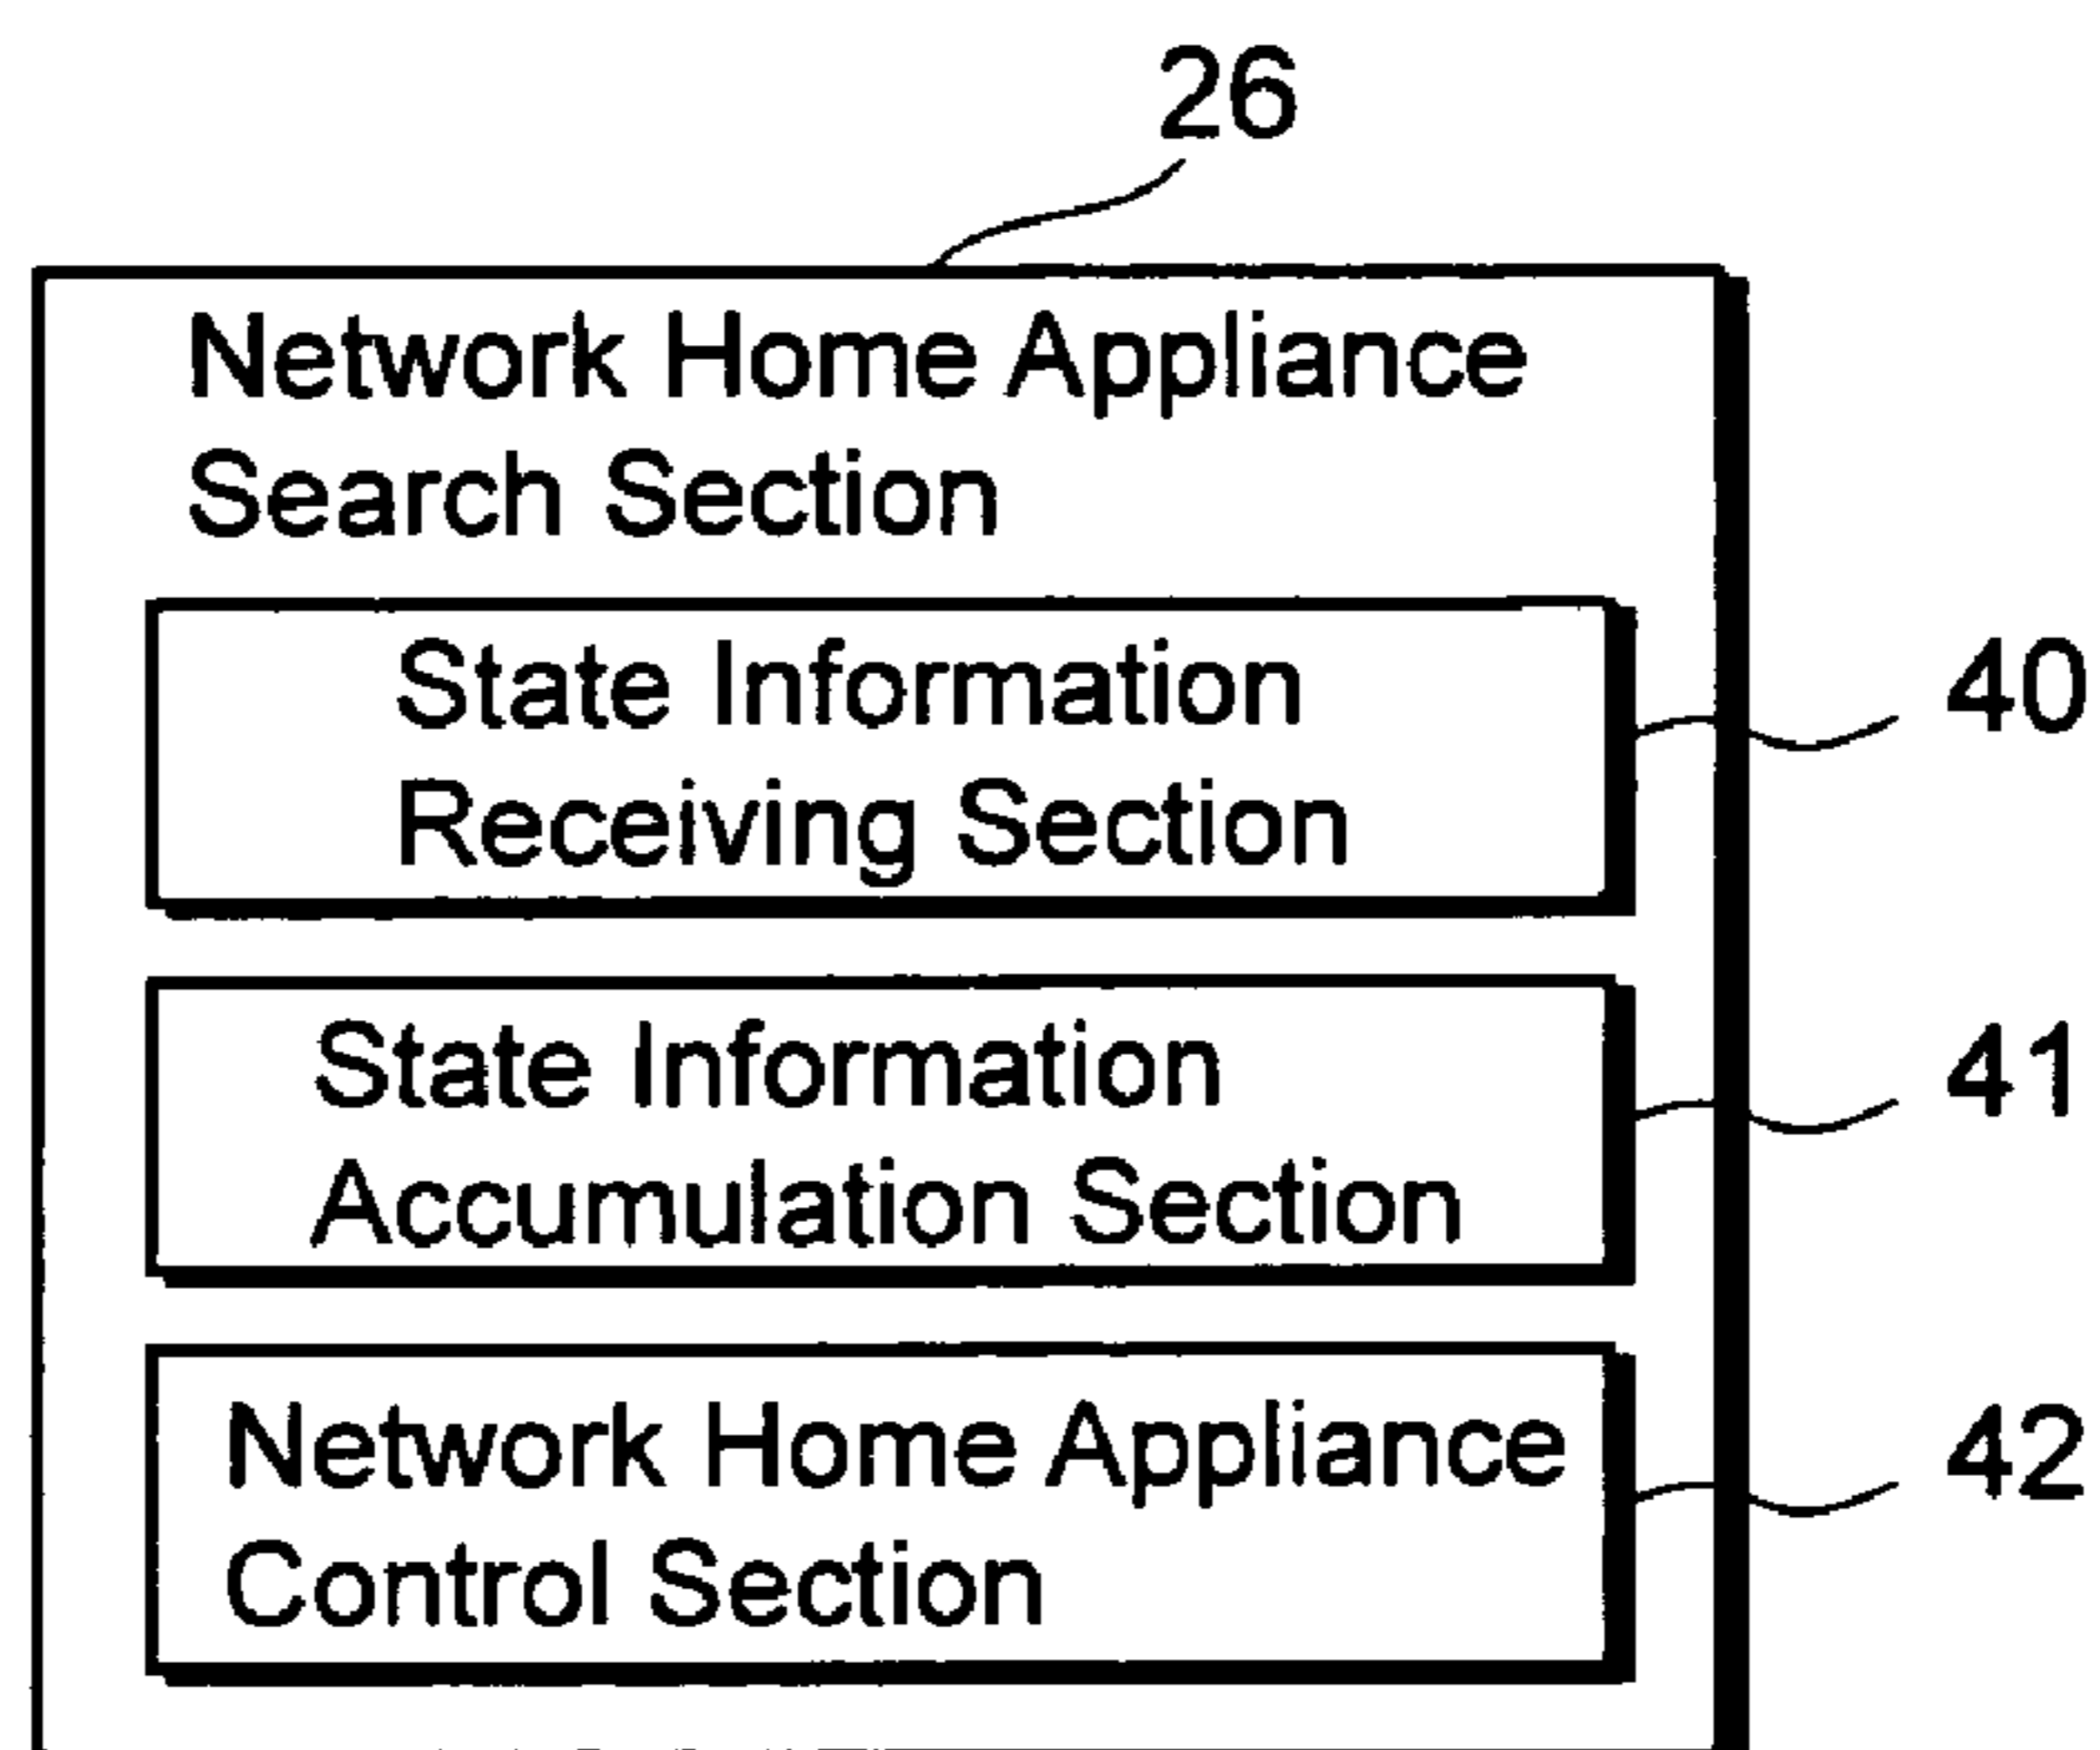 26
Network Home Appliance
Search Section
State Information
Receiving Section
40
State Information
Accumulation Section
41
Network Home Appliance
Control Section
42